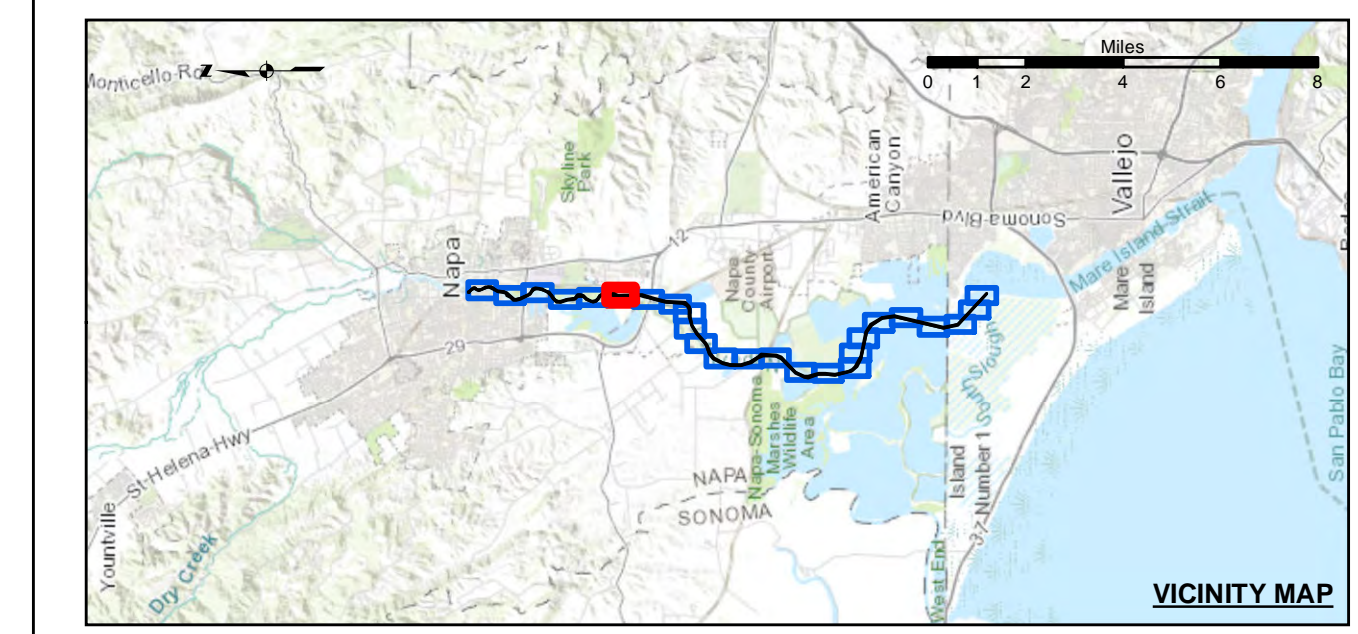 Miles
0 1 2 4 6 8
Monticello-Rd
Z
Skyline
Park
American
Canyon
Vallejo
Sonoma-Blvd
Napa
12
Napa
County
Airport
Mare Island Strait
Mare
Island
29
South Slough
San Pablo Bay
St-Helena-Hwy
Napa-Sonoma
Marshes
Wildlife
Area
NAPA
SONOMA
Island
Number 1
37
Yountville
Dry Creek
West End
VICINITY MAP